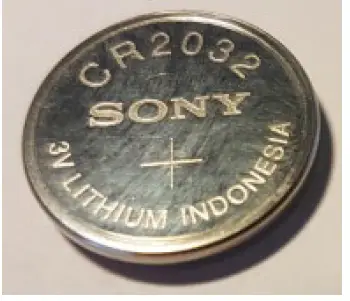 CR2032
SONY
+
3V LITHIUM INDONESIA